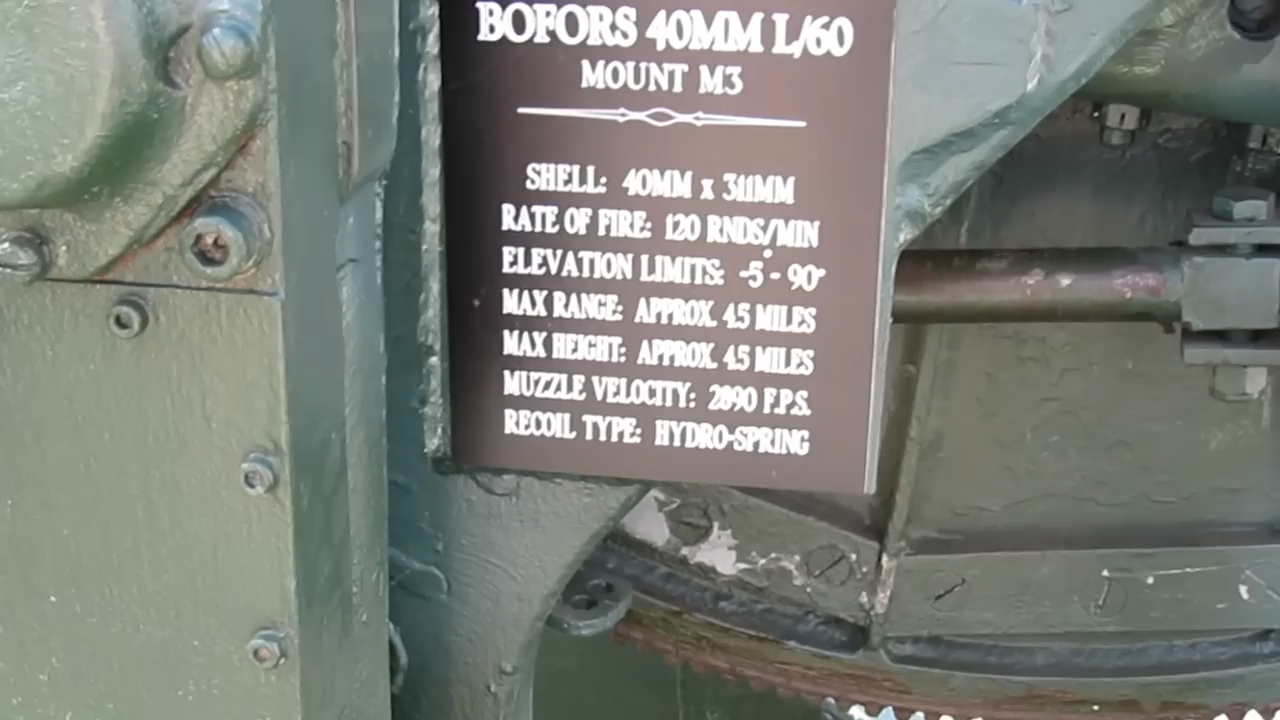 BOFORS 40MM L/60
MOUNT M3
SHELL: 40MM x 311MM
RATE OF FIRE: 120 RNDS/MIN
ELEVATION LIMITS: -5° - 90°
MAX RANGE: APPROX. 4.5 MILES
MAX HEIGHT: APPROX. 4.5 MILES
MUZZLE VELOCITY: 2890 F.P.S.
RECOIL TYPE: HYDRO-SPRING